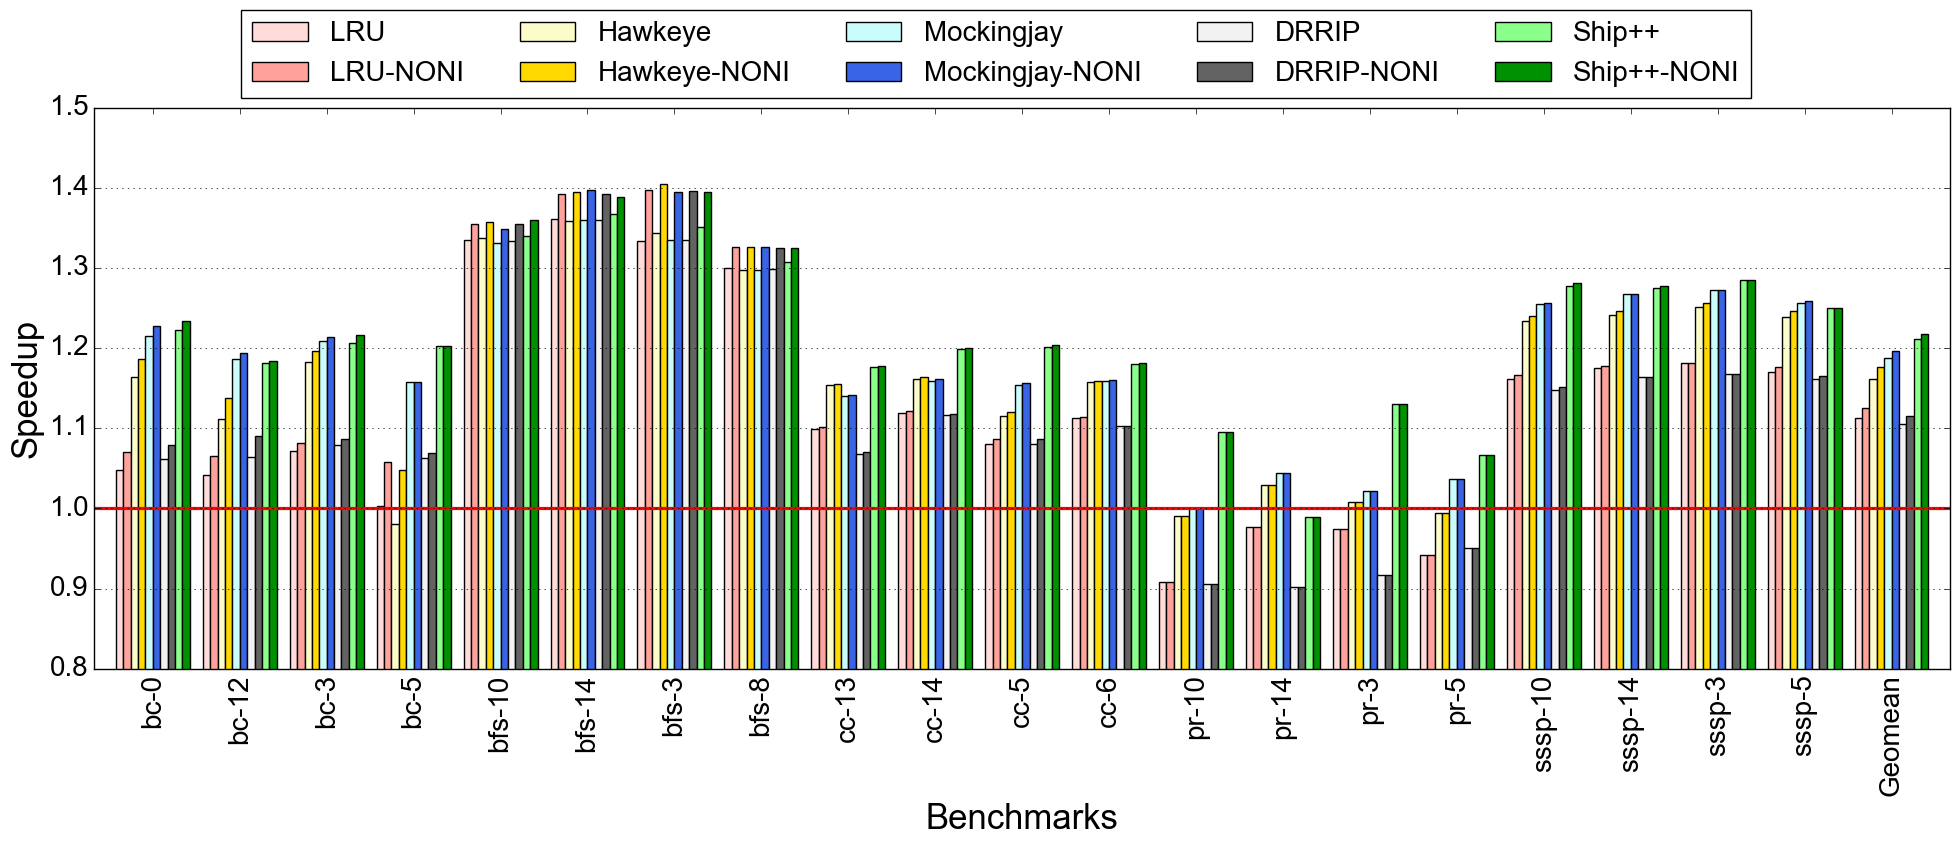 LRU Hawkeye Mockingjay DRRIP Ship++
LRU-NONI Hawkeye-NONI Mockingjay-NONI DRRIP-NONI Ship++-NONI
1.5
1.4
1.3
1.2
1.1
1.0
0.9
0.8
Speedup
bc-0 bc-12 bc-3 bc-5 bfs-10 bfs-14 bfs-3 bfs-8 cc-13 cc-14 cc-5 cc-6 pr-10 pr-14 pr-3 pr-5 sssp-10 sssp-14 sssp-3 sssp-5 Geomean
Benchmarks